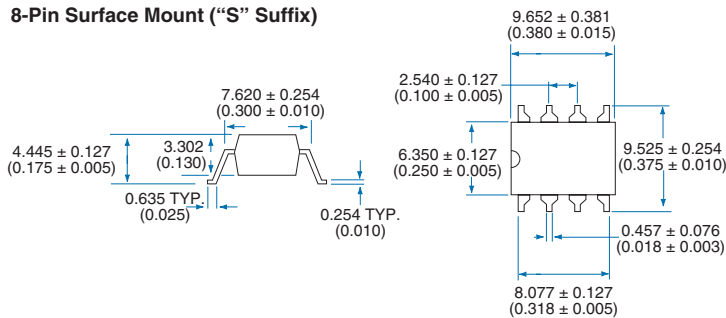 8-Pin Surface Mount (“S” Suffix)
9.652 ± 0.381
(0.380 ± 0.015)
7.620 ± 0.254
(0.300 ± 0.010)
2.540 ± 0.127
(0.100 ± 0.005)
4.445 ± 0.127
(0.175 ± 0.005)
3.302
(0.130)
6.350 ± 0.127
(0.250 ± 0.005)
9.525 ± 0.254
(0.375 ± 0.010)
0.635 TYP.
(0.025)
0.254 TYP.
(0.010)
0.457 ± 0.076
(0.018 ± 0.003)
8.077 ± 0.127
(0.318 ± 0.005)